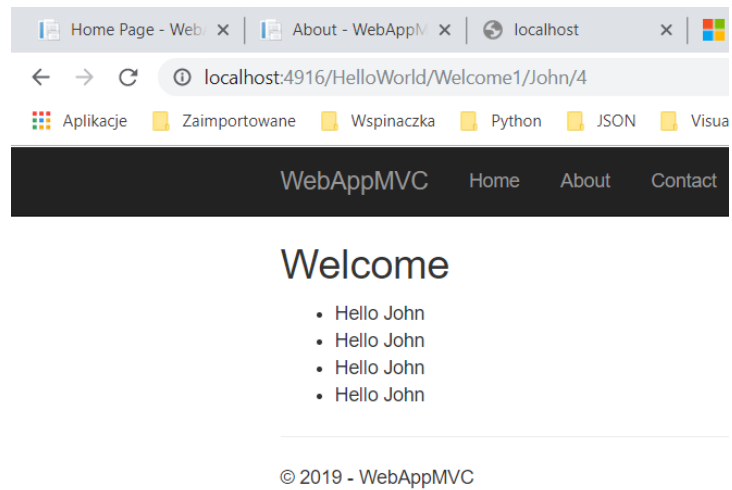 Home Page - Web About - WebAppM localhost
localhost:4916/HelloWorld/Welcome1/John/4
Aplikacje Zaimportowane Wspinaczka Python JSON Visua
WebAppMVC Home About Contact
Welcome
• Hello John
• Hello John
• Hello John
• Hello John
© 2019 - WebAppMVC